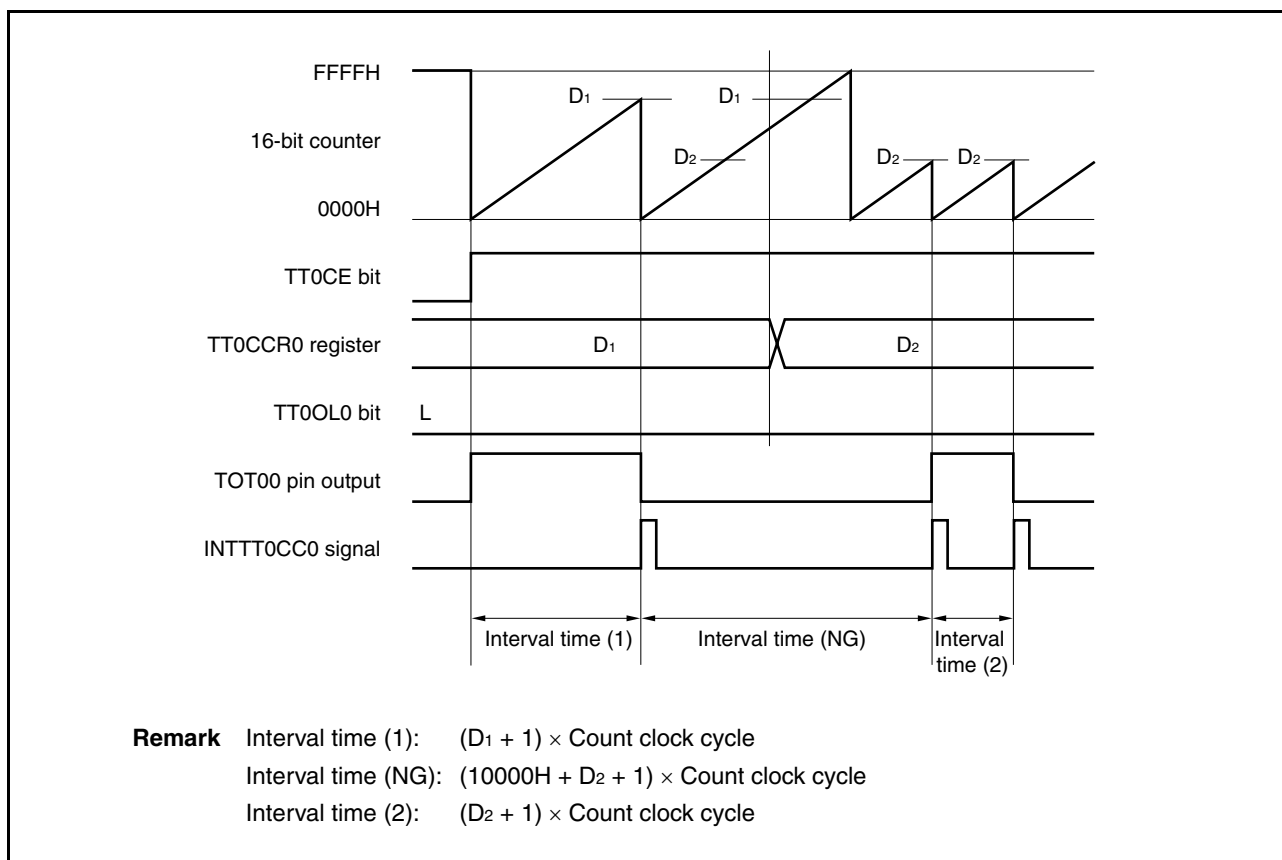 FFFFH
D1
D1
16-bit counter
D2
D2
D2
0000H
TT0CE bit
TT0CCR0 register
D1
D2
TT0OL0 bit
L
TOT00 pin output
INTTT0CC0 signal
Interval time (1)
Interval time (NG)
Interval
time (2)
Remark Interval time (1): (D1 + 1) × Count clock cycle
Interval time (NG): (10000H + D2 + 1) × Count clock cycle
Interval time (2): (D2 + 1) × Count clock cycle